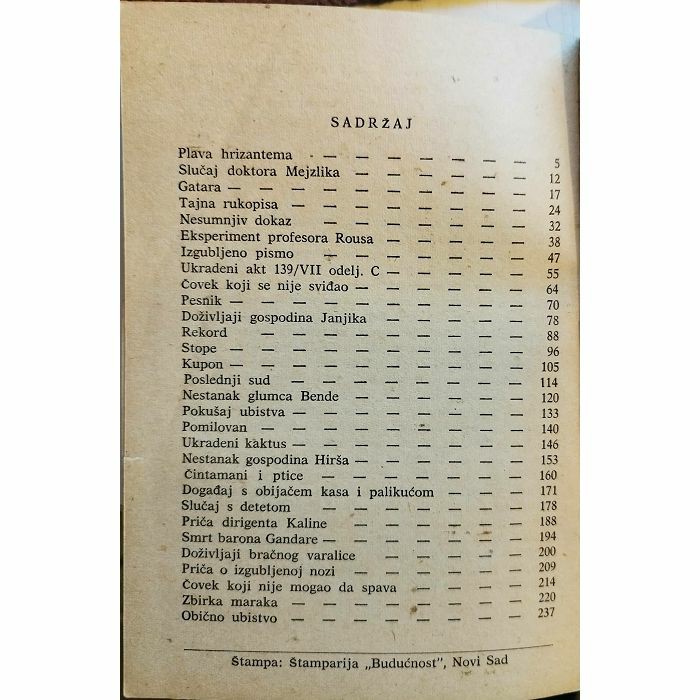 SADRŽAJ
Plava hrizantema - — — — — — — — 5
Slučaj doktora Mejzlika — — — — — — 12
Gatara — — — — — — — — — — 17
Tajna rukopisa — — — — — — — — 24
Nesumnjiv dokaz — — — — — — — 32
Eksperiment profesora Rousa — — — — — 38
Izgubljeno pismo — — — — — — — 47
Ukradeni akt 139/VII odelj. C — — — — — 55
Čovek koji se nije sviđao — — — — — — 64
Pesnik — — — — — — — — — — 70
Doživljaji gospodina Janjika — — — — — 78
Rekord — — — — — — — — — 88
Stope — — — — — — — — — — 96
Kupon — — — — — — — — — — 105
Poslednji sud — — — — — — — — 114
Nestanak glumca Bende — — — — — — 120
Pokušaj ubistva — — — — — — — — 133
Pomilovan — — — — — — — — — 140
Ukradeni kaktus — — — — — — — — 146
Nestanak gospodina Hirša — — — — — — 153
Čintamani i ptice — — — — — — — 160
Događaj s obijačem kasa i palikućom — — — 171
Slučaj s detetom — — — — — — — 178
Priča dirigenta Kaline — — — — — — 188
Smrt barona Gandare — — — — — — — 194
Doživljaji bračnog varalice — — — — — 200
Priča o izgubljenoj nozi — — — — — — 209
Čovek koji nije mogao da spava — — — — 214
Zbirka maraka — — — — — — — — 220
Obično ubistvo — — — — — — — — 237
Štampa: Štamparija „Budućnost", Novi Sad